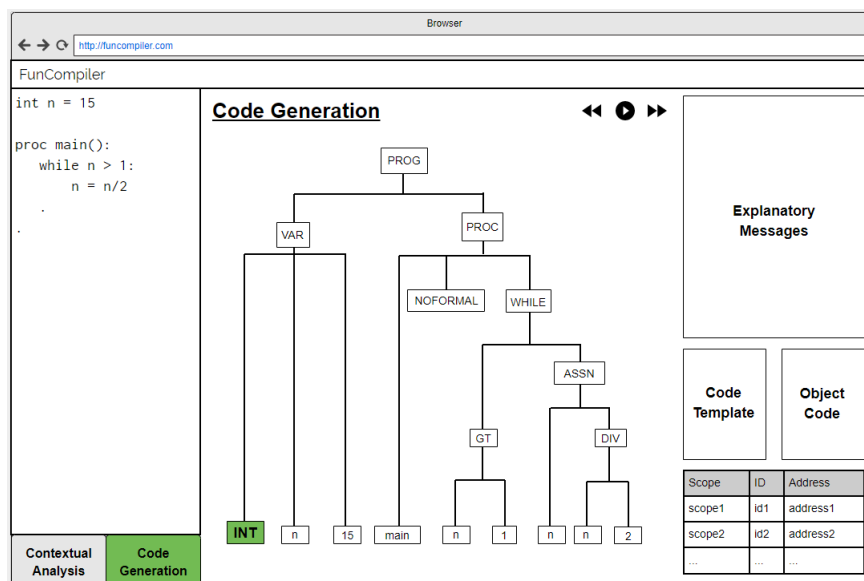 Browser
http://funcompiler.com
FunCompiler
int n = 15
proc main():
while n > 1:
n = n/2
.
.
Contextual
Analysis
Code
Generation
Code Generation
PROG
VAR
PROC
NOFORMAL
WHILE
ASSN
GT
DIV
INT
n
15
main
n
1
n
n
2
Explanatory
Messages
Code
Template
Object
Code
Scope ID Address
scope1 id1 address1
scope2 id2 address2
... ... ...